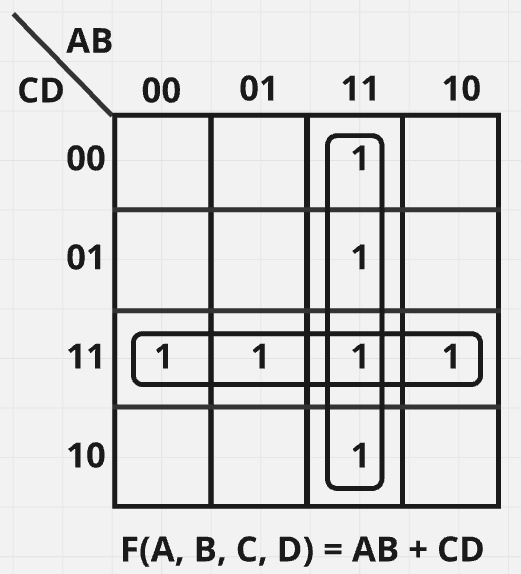 AB
CD 00 01 11 10
00 1
01 1
11 1 1 1 1
10 1
F(A, B, C, D) = AB + CD